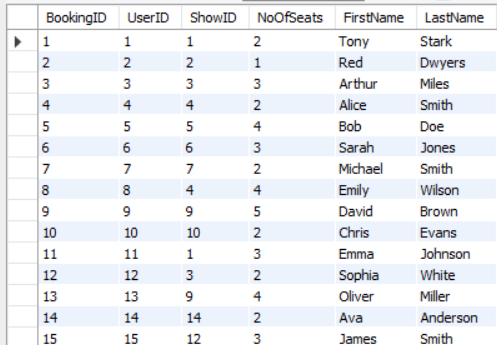 BookingID UserID ShowID NoOfSeats FirstName LastName
1 1 1 2 Tony Stark
2 2 2 1 Red Dwyers
3 3 3 3 Arthur Miles
4 4 4 2 Alice Smith
5 5 5 4 Bob Doe
6 6 6 3 Sarah Jones
7 7 7 2 Michael Smith
8 8 4 4 Emily Wilson
9 9 9 5 David Brown
10 10 10 2 Chris Evans
11 11 1 3 Emma Johnson
12 12 3 2 Sophia White
13 13 9 4 Oliver Miller
14 14 14 2 Ava Anderson
15 15 12 3 James Smith